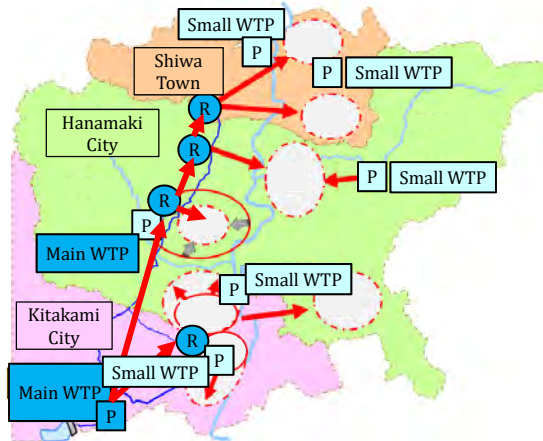 Small WTP
P
Shiwa
Town
P
Small WTP
R
Hanamaki
City
R
P
Small WTP
R
P
Main WTP
Small WTP
P
Kitakami
City
R
Small WTP
P
Main WTP
P